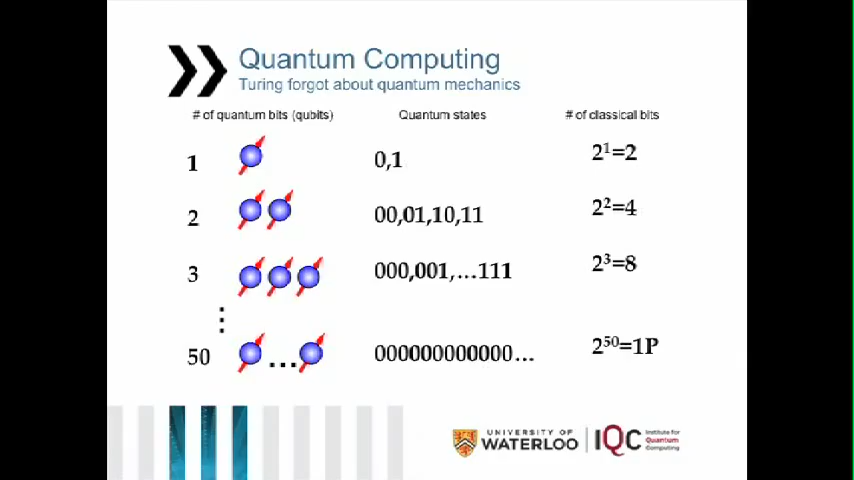 Quantum Computing
Turing forgot about quantum mechanics
# of quantum bits (qubits) Quantum states # of classical bits
1 0,1 2¹=2
2 00,01,10,11 2²=4
3 000,001,...111 2³=8
⋮
50 ... 000000000000... 2⁵⁰=1P
UNIVERSITY OF
WATERLOO
IQC
Institute for
Quantum
Computing